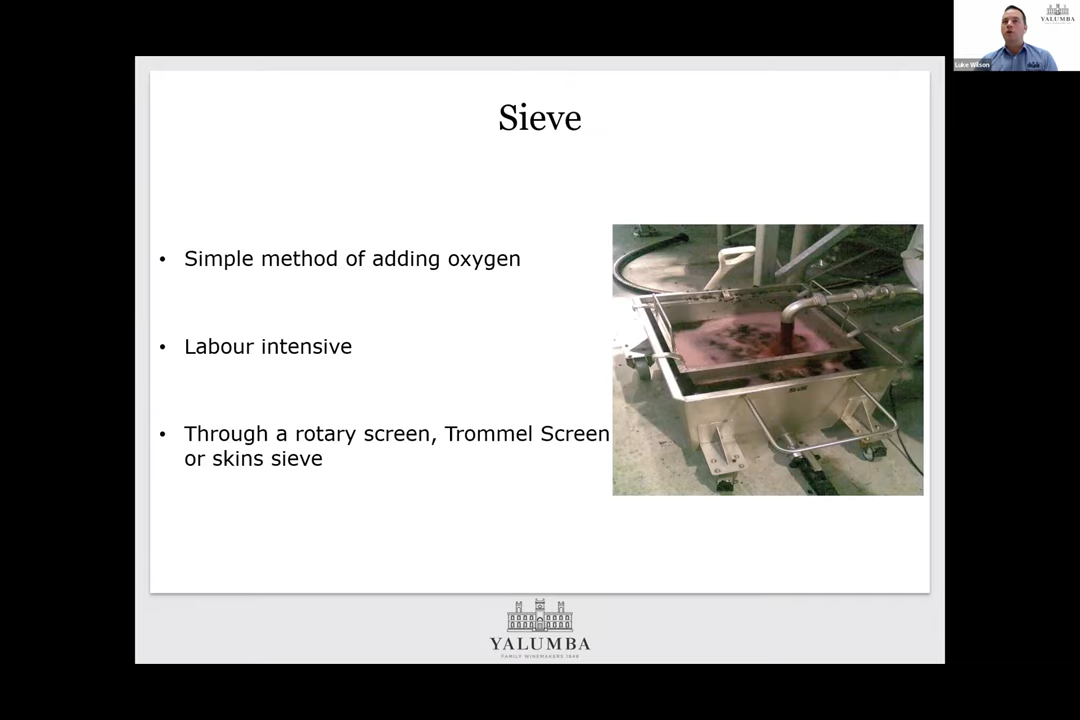 YALUMBA
Luke Wilson
Sieve
• Simple method of adding oxygen
• Labour intensive
• Through a rotary screen, Trommel Screen
or skins sieve
YALUMBA
FAMILY WINEMAKERS 1849